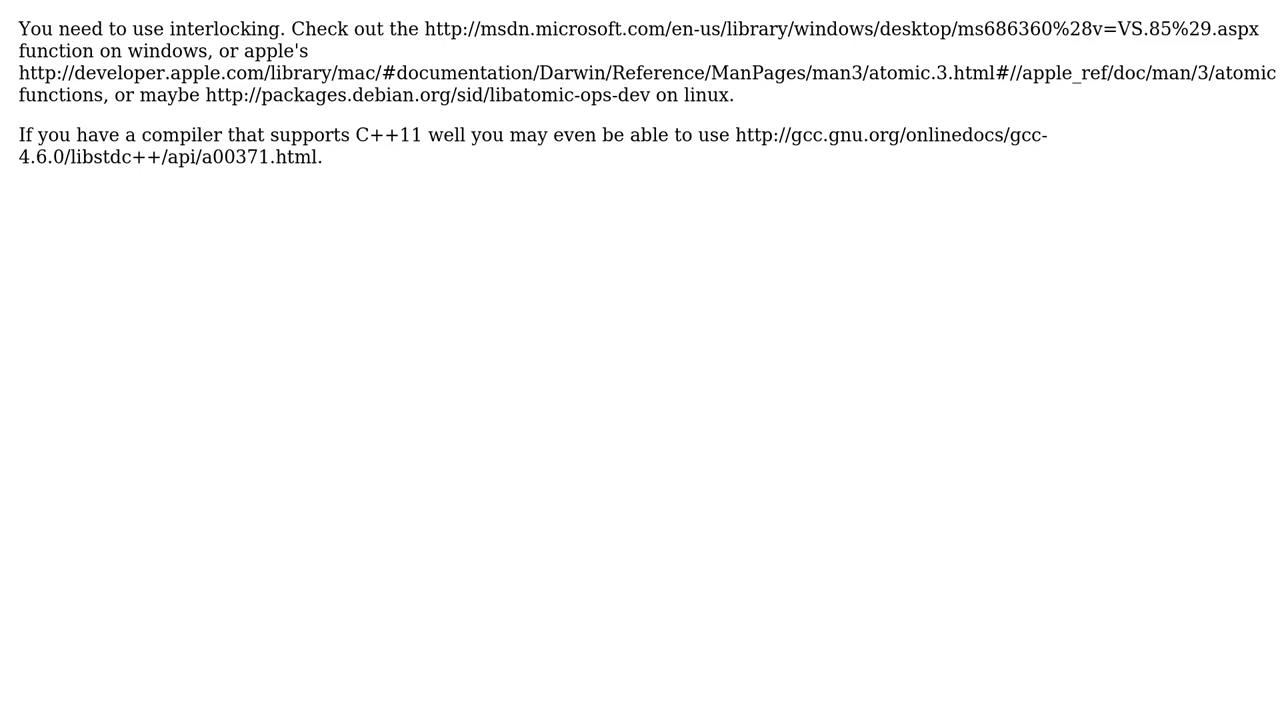 You need to use interlocking. Check out the http://msdn.microsoft.com/en-us/library/windows/desktop/ms686360%28v=VS.85%29.aspx
function on windows, or apple's
http://developer.apple.com/library/mac/#documentation/Darwin/Reference/ManPages/man3/atomic.3.html#//apple_ref/doc/man/3/atomic
functions, or maybe http://packages.debian.org/sid/libatomic-ops-dev on linux.
If you have a compiler that supports C++11 well you may even be able to use http://gcc.gnu.org/onlinedocs/gcc-
4.6.0/libstdc++/api/a00371.html.